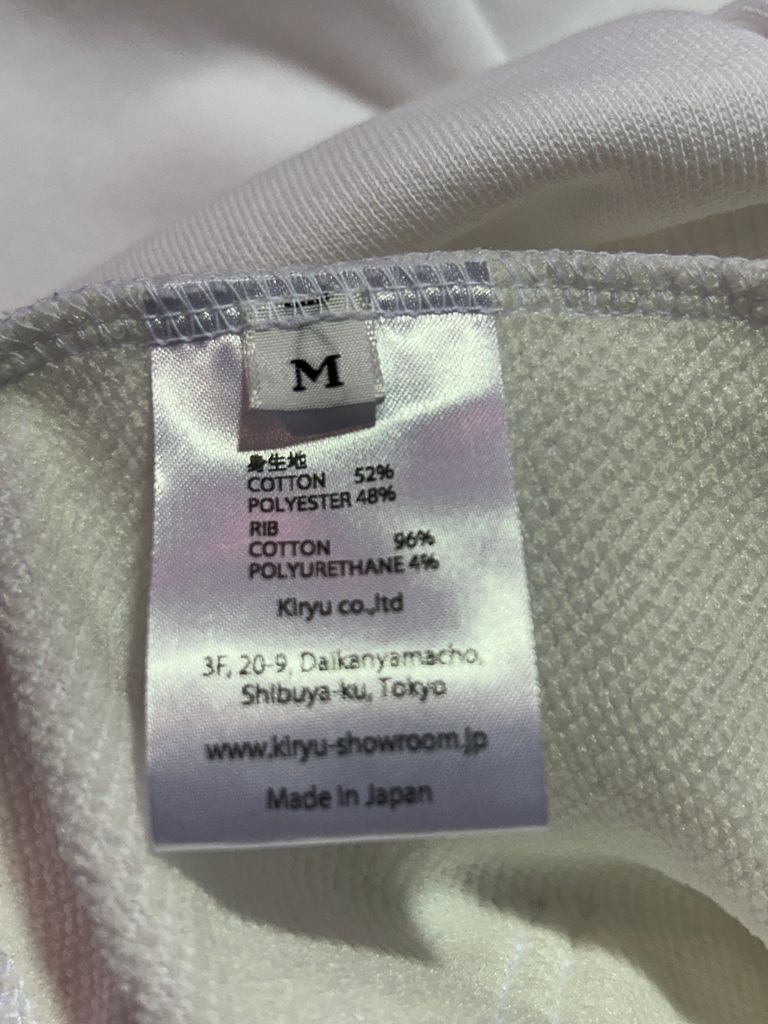 M
身生地
COTTON 52%
POLYESTER 48%
RIB
COTTON 96%
POLYURETHANE 4%
Kiryu co.,ltd
3F, 20-9, Daikanyamacho,
Shibuya-ku, Tokyo
www.kiryu-showroom.jp
Made in Japan